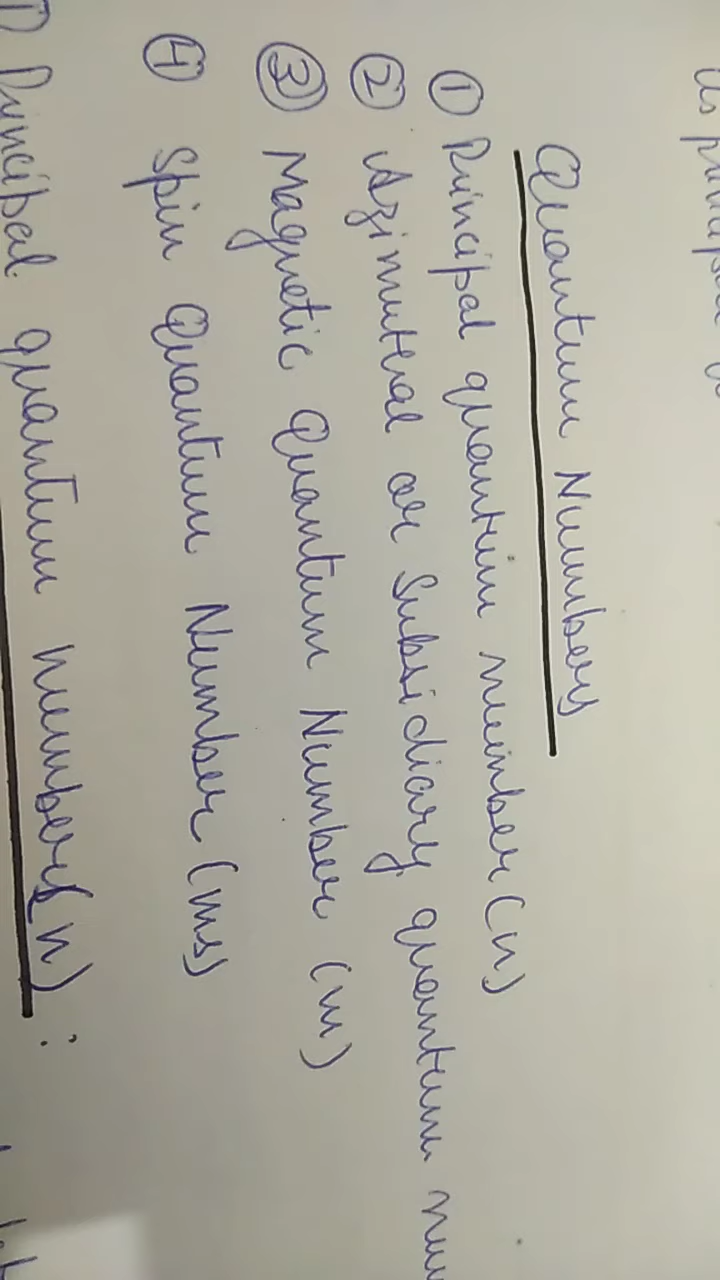 Quantum Numbers
① Principal quantum number (n)
② Azimuthal or Subsidiary quantum
③ Magnetic Quantum Number (m)
④ Spin Quantum Number (ms)
Principal quantum number (n) :